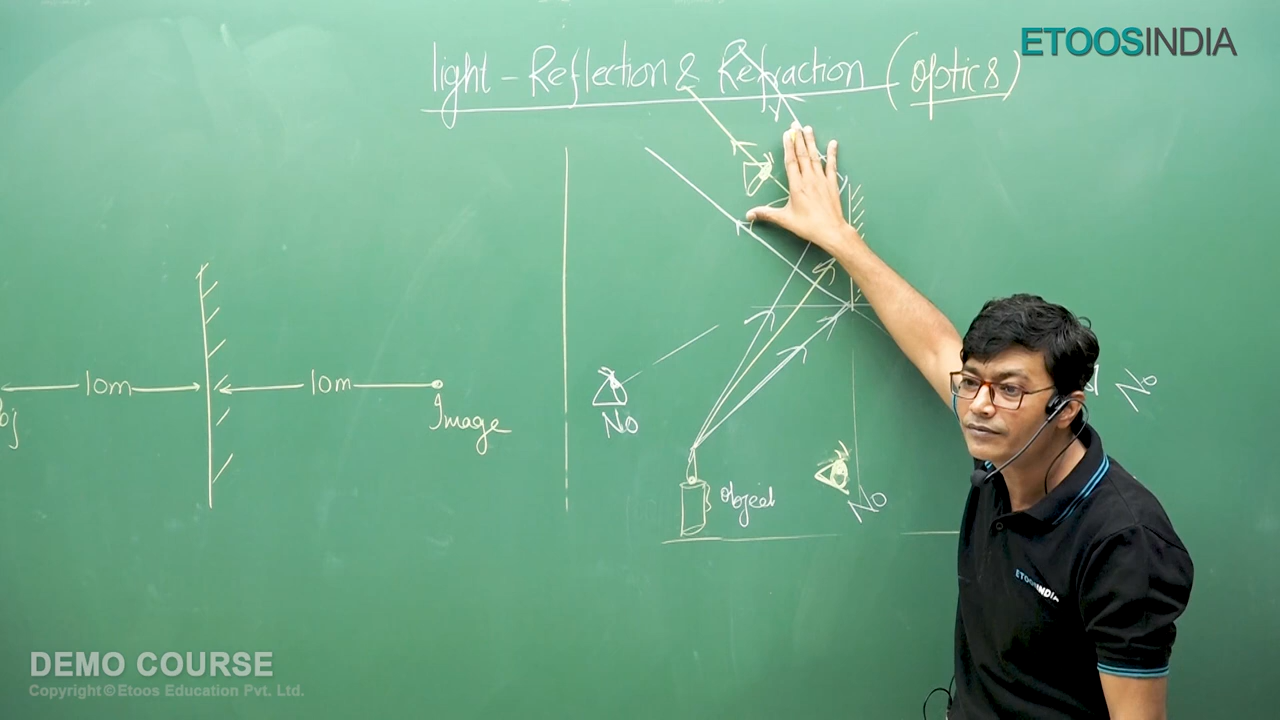 ETOOSINDIA
light - Reflection & Refraction (optics)
10m
10m
Image
No
Object
No
No
ETOOSINDIA
DEMO COURSE
Copyright © Etoos Education Pvt. Ltd.